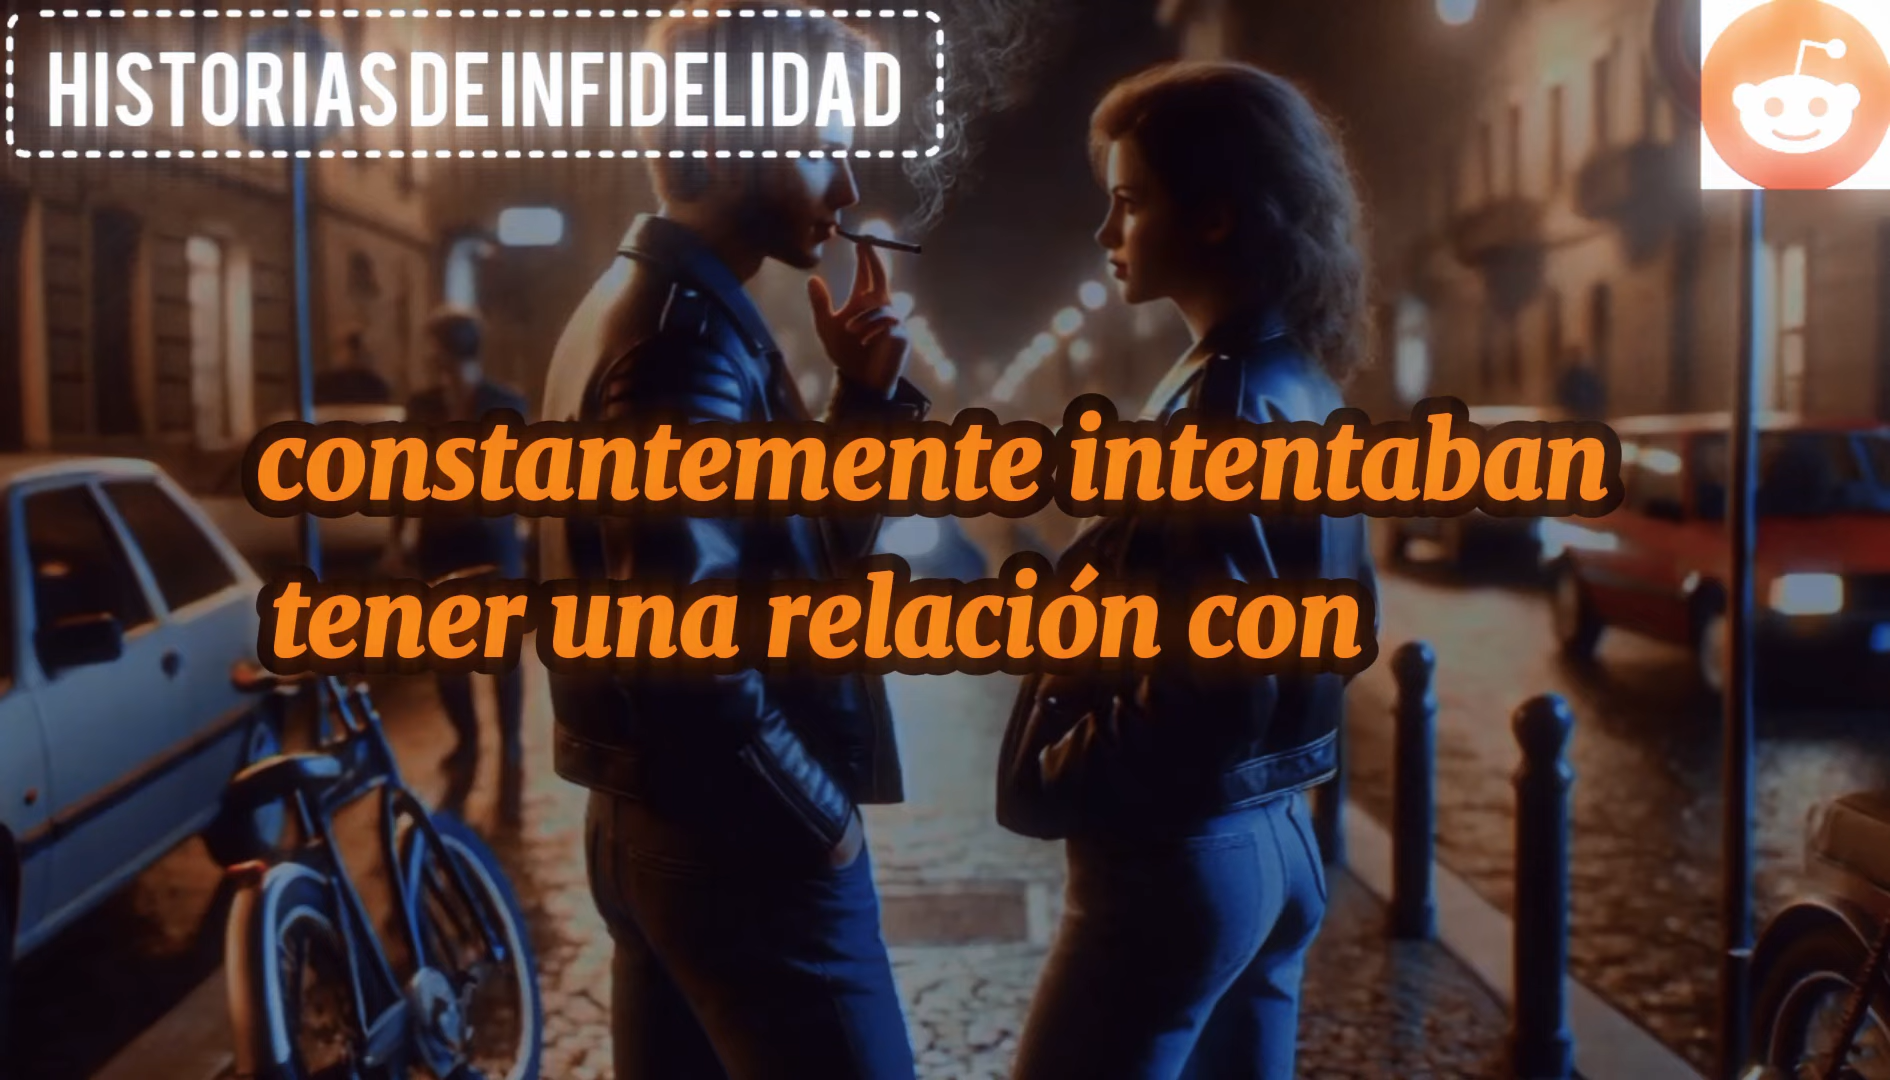 HISTORIAS DE INFIDELIDAD
constantemente intentaban
tener una relación con